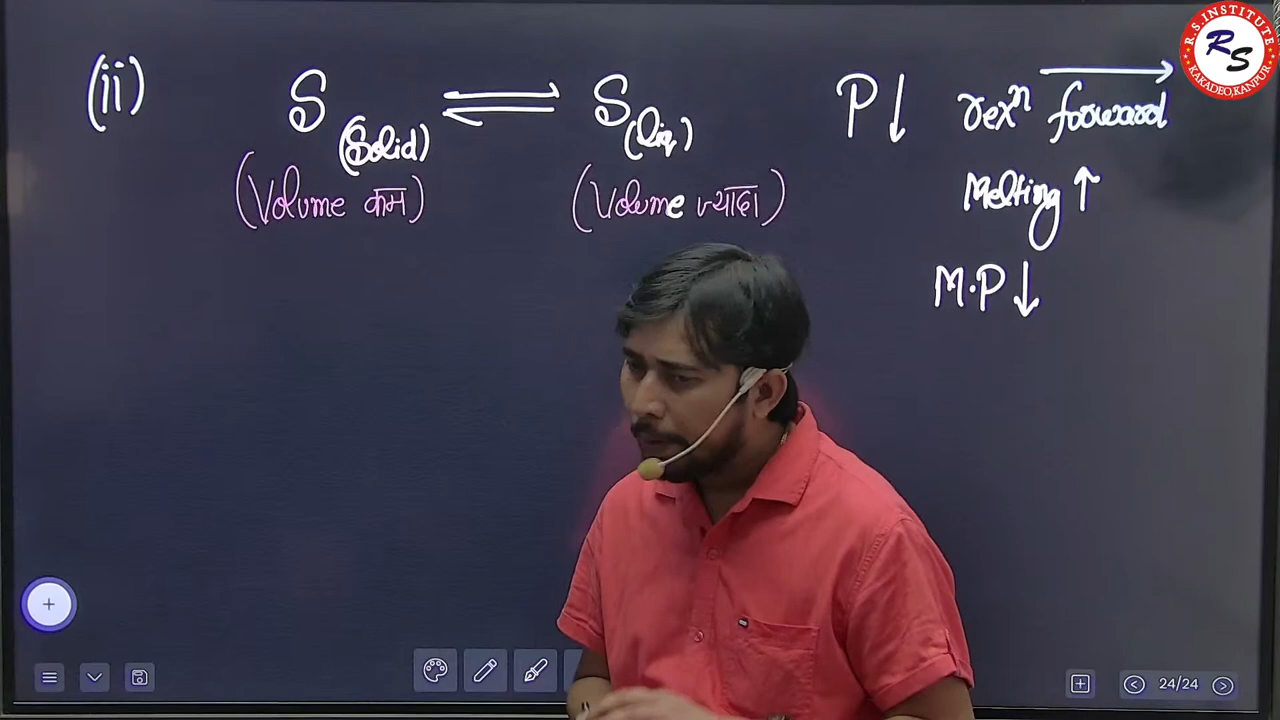 (ii) S (Solid) ⇌ S (liq) P↓ rexⁿ forward →
(Volume कम) (Volume ज्यादा) Melting ↑
M.P ↓
R.S.INSTITUTE
RS
KAKADEO, KANPUR
24/24